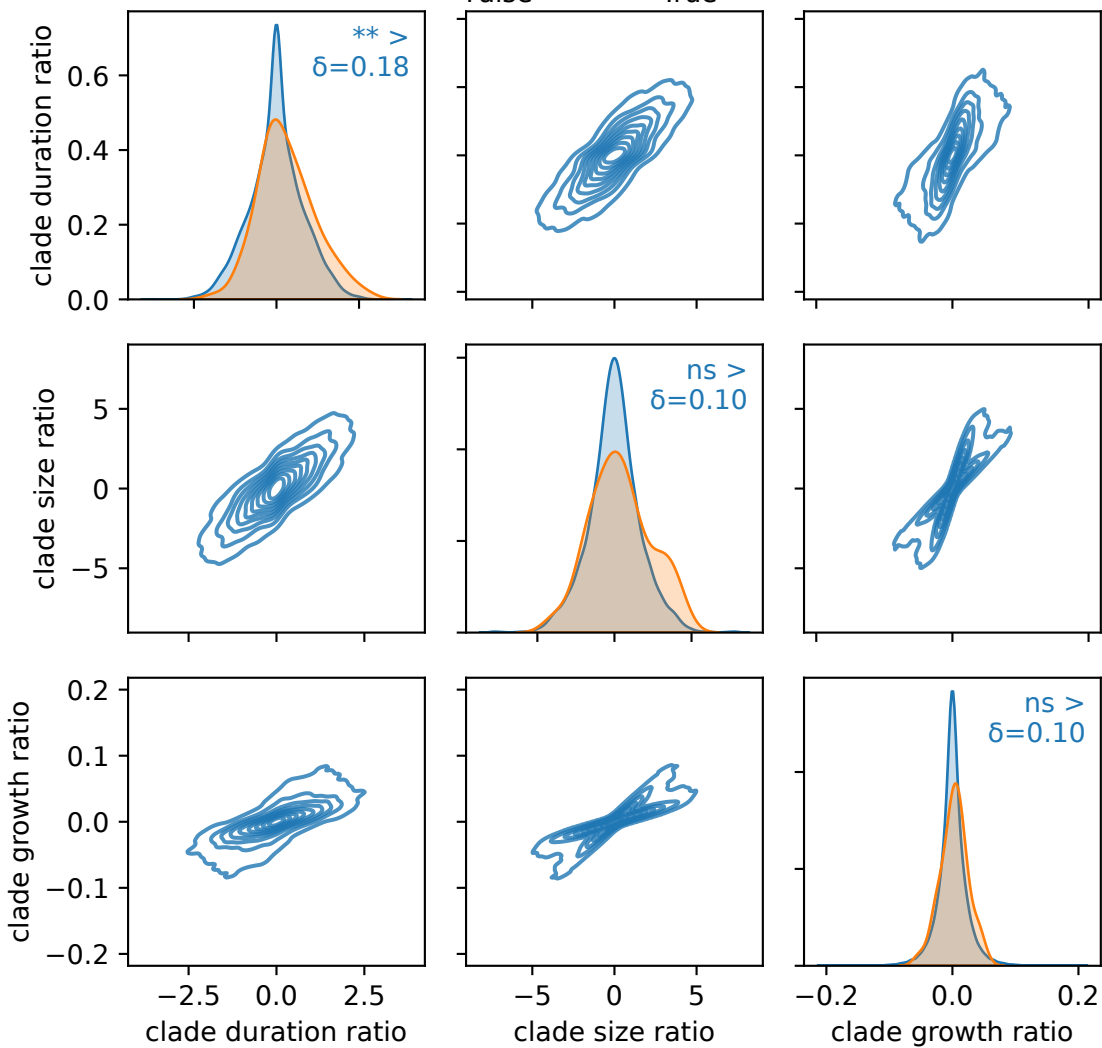 clade duration ratio
0.6
0.4
0.2
0.0
** >
δ=0.18
clade size ratio
5
0
−5
ns >
δ=0.10
clade growth ratio
0.2
0.1
0.0
−0.1
−0.2
ns >
δ=0.10
−2.5 0.0 2.5
clade duration ratio
−5 0 5
clade size ratio
−0.2 0.0 0.2
clade growth ratio